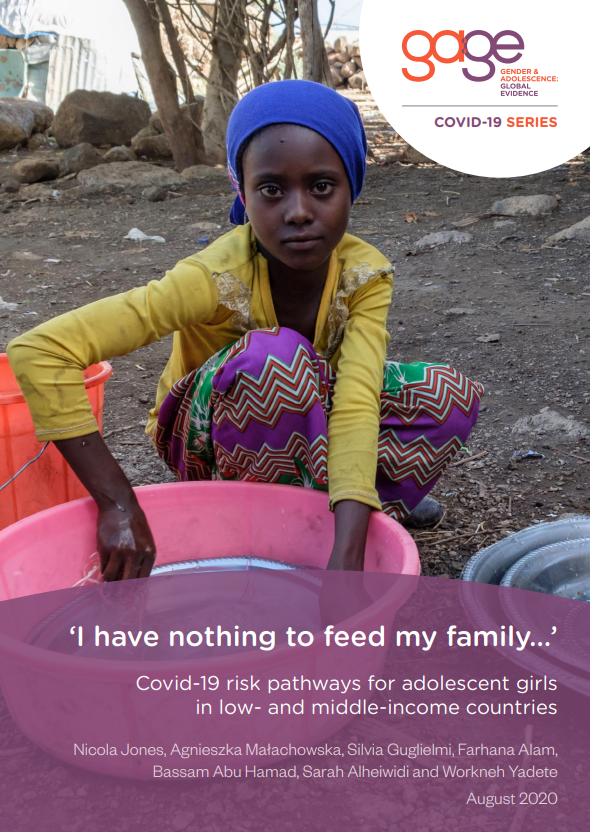 gage
GENDER &
ADOLESCENCE:
GLOBAL
EVIDENCE
COVID-19 SERIES
‘I have nothing to feed my family…’
Covid-19 risk pathways for adolescent girls
in low- and middle-income countries
Nicola Jones, Agnieszka Małachowska, Silvia Guglielmi, Farhana Alam,
Bassam Abu Hamad, Sarah Alheiwidi and Workneh Yadete
August 2020